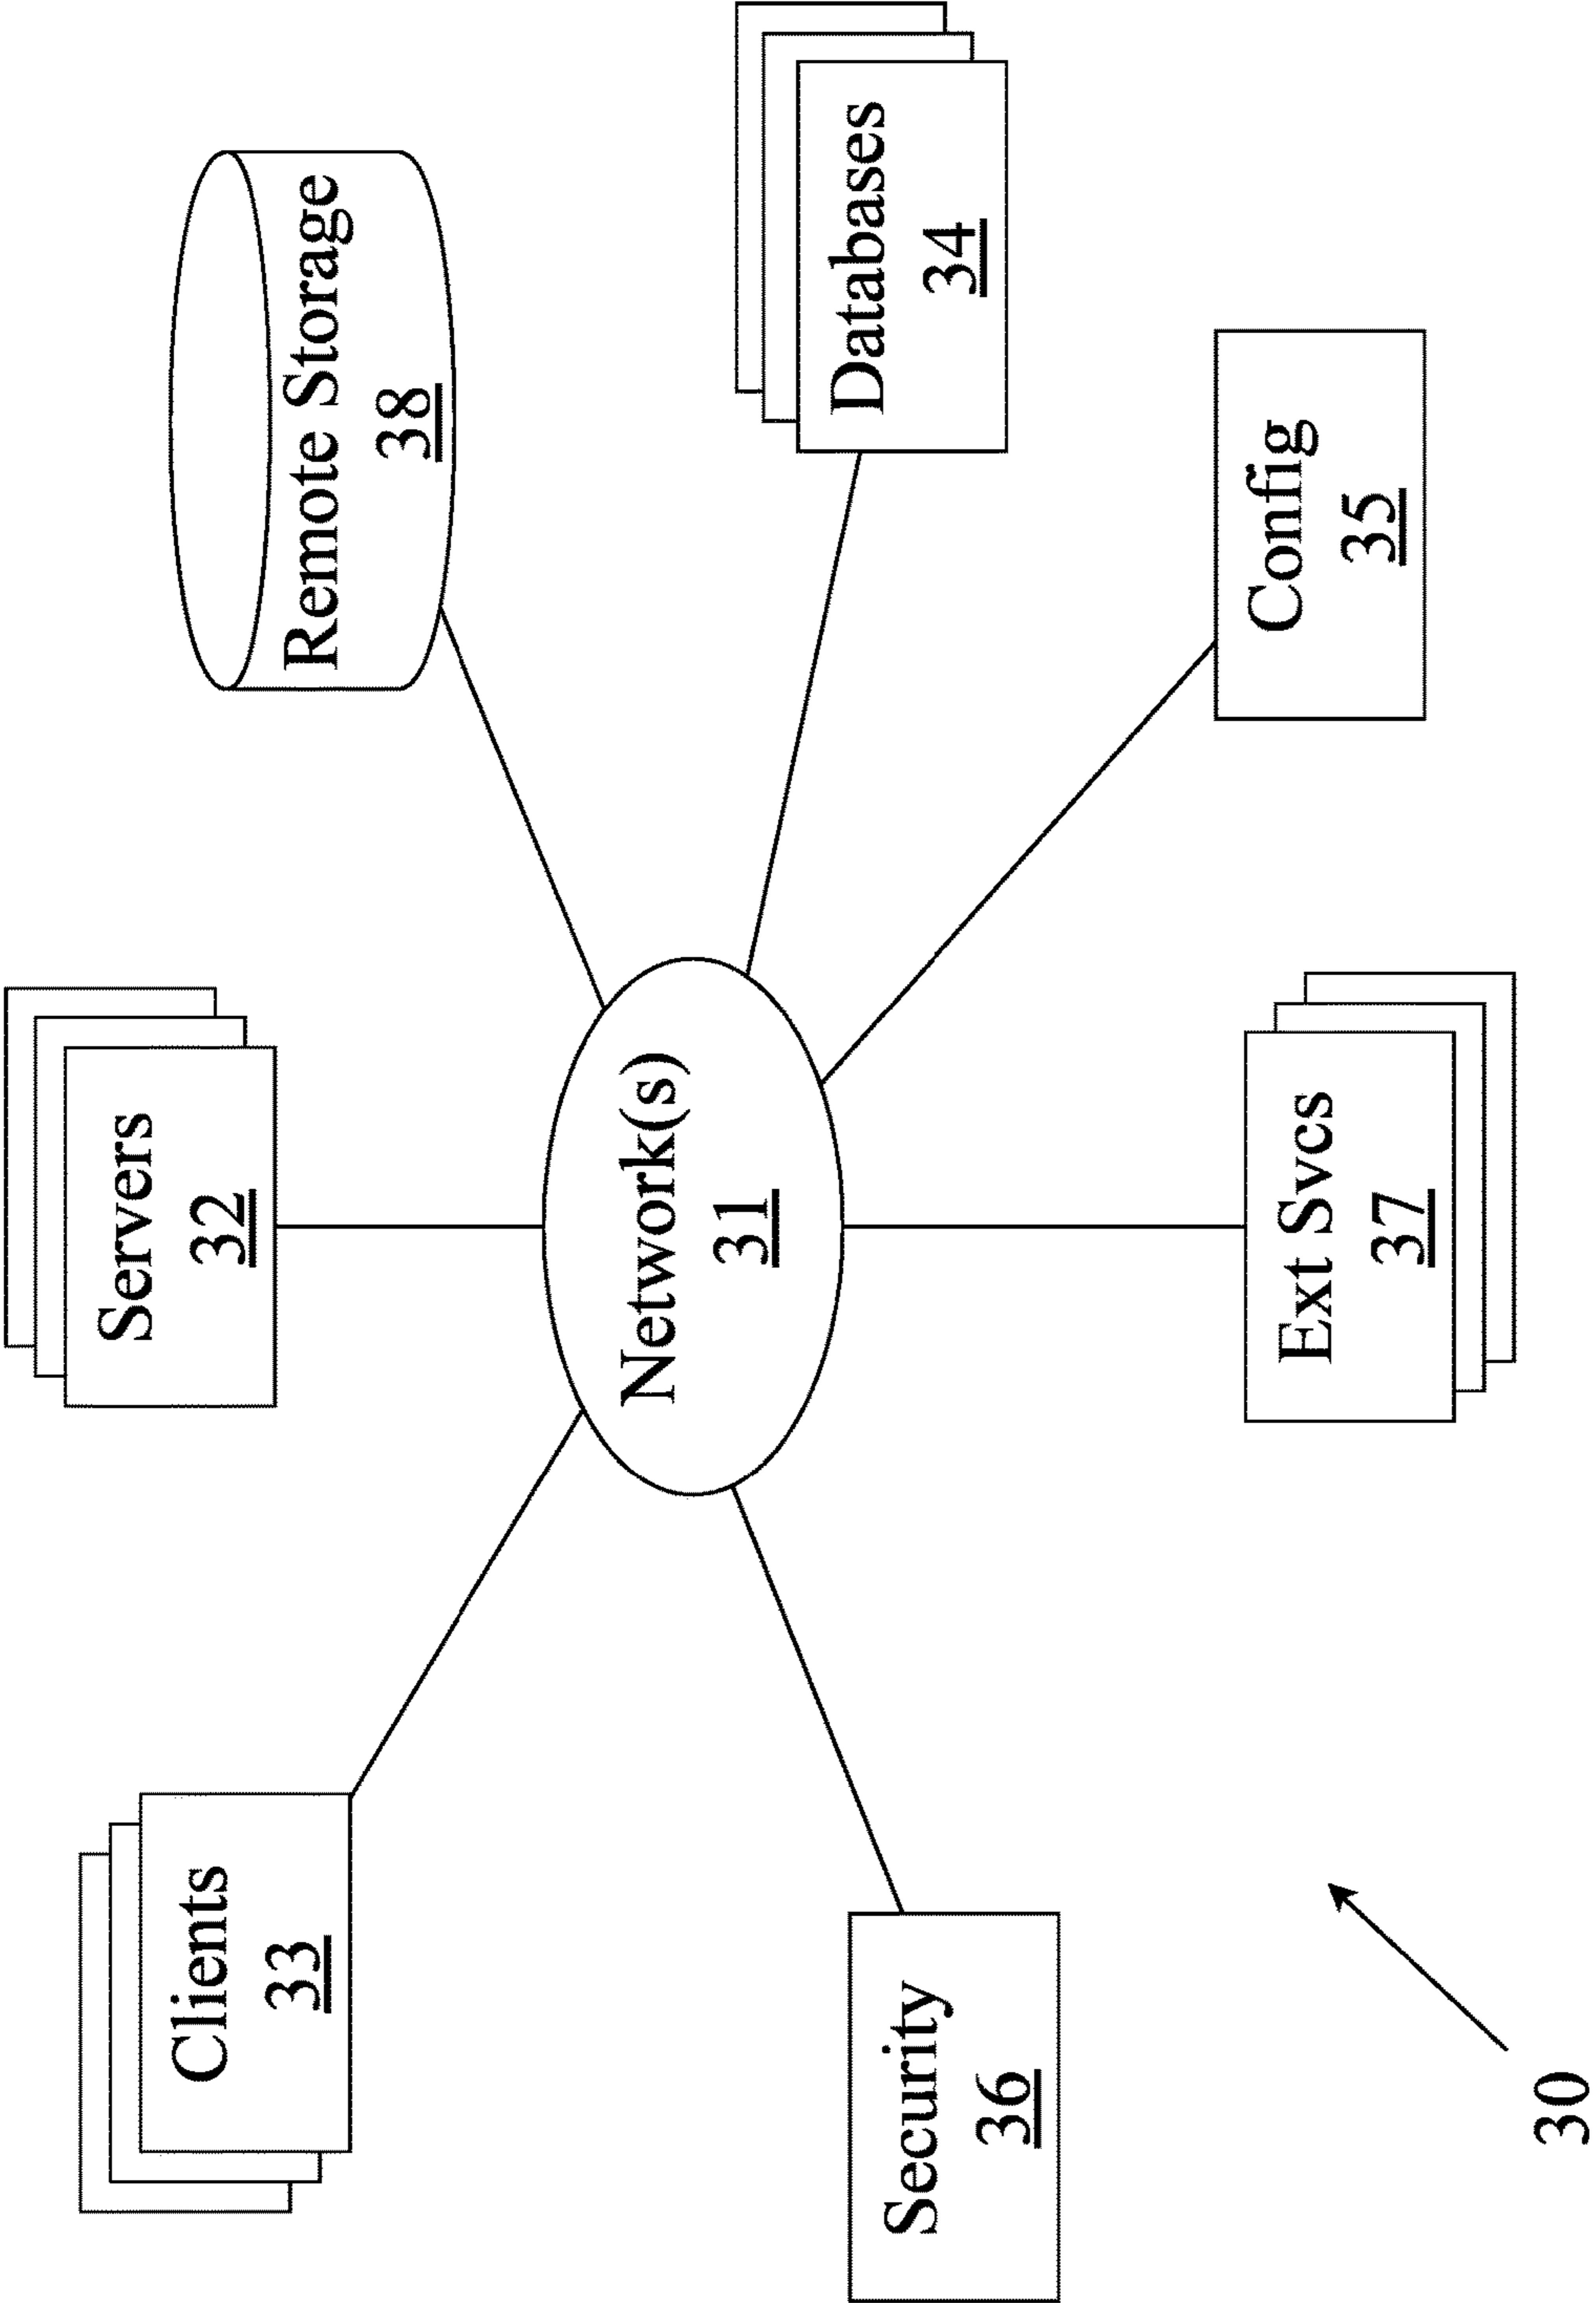 Servers
32
Clients
33
Remote Storage
38
Network(s)
31
Databases
34
Security
36
Ext Svcs
37
Config
35
30